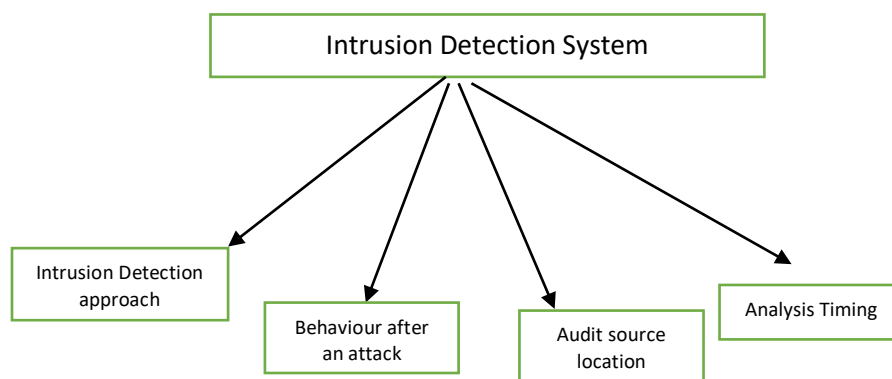 Intrusion Detection System
Intrusion Detection
approach
Behaviour after
an attack
Audit source
location
Analysis Timing